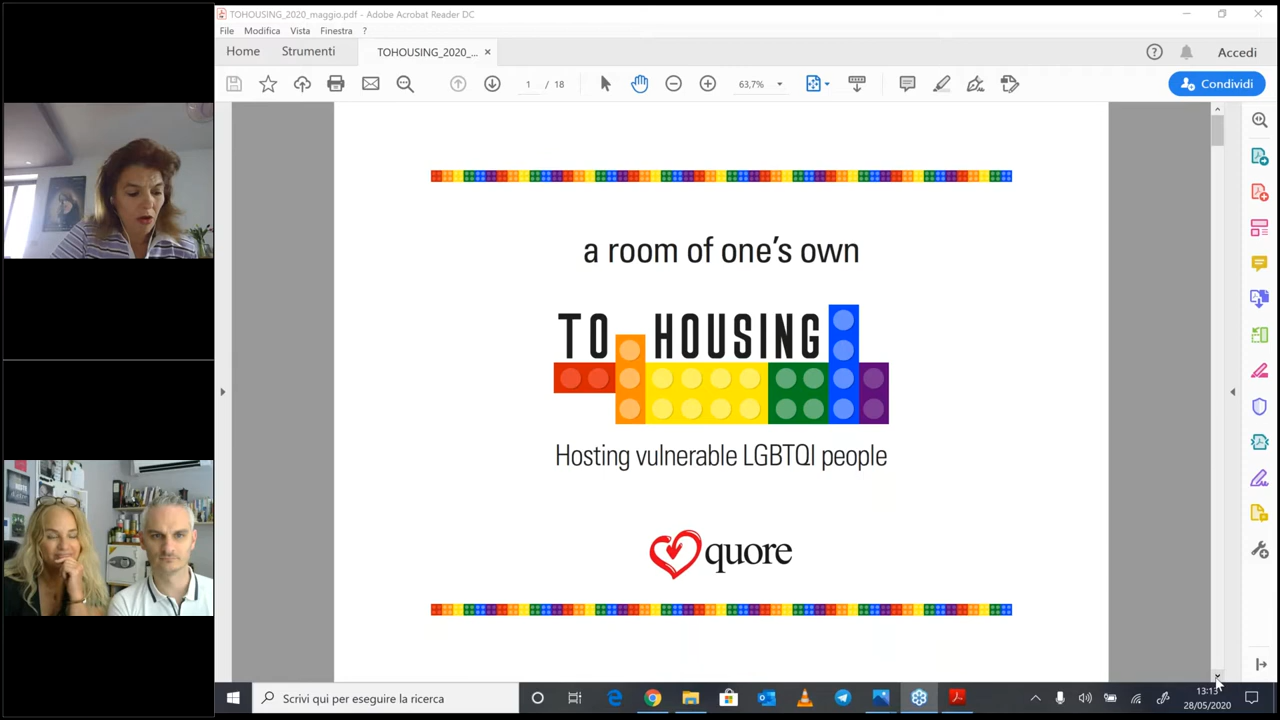 TOHOUSING_2020_maggio.pdf - Adobe Acrobat Reader DC
File Modifica Vista Finestra ?
Home Strumenti TOHOUSING_2020_... × Accedi
1 / 18 63,7% Condividi
a room of one's own
TO HOUSING
Hosting vulnerable LGBTQI people
quore
Scrivi qui per eseguire la ricerca
13:13
28/05/2020